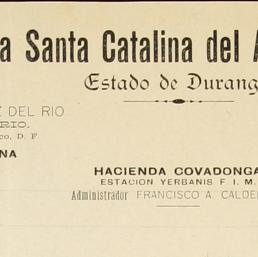 a Santa Catalina del A
Estado de Durang
Z DEL RIO
RIO.
co, D. F.
NA
HACIENDA COVADONGA
ESTACION YERBANIS F. I. M.
Administrador FRANCISCO A. CALDE